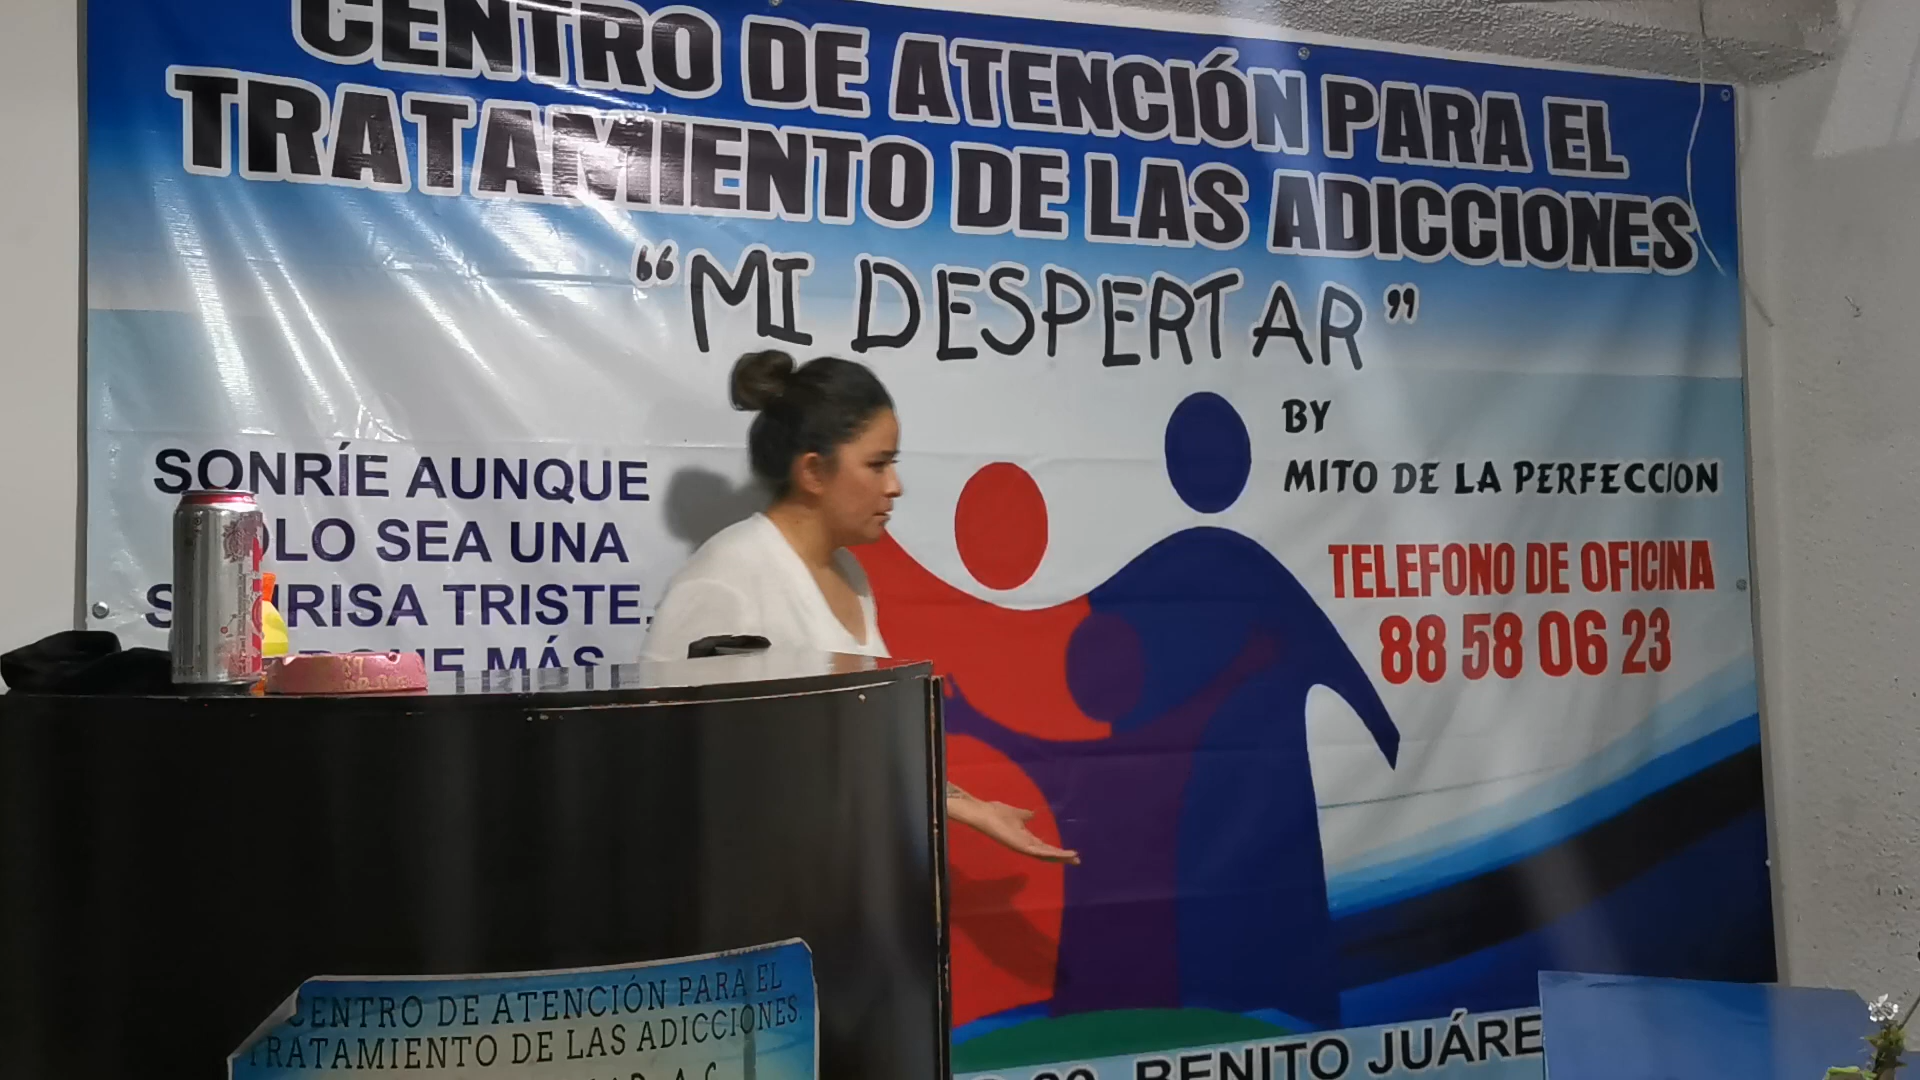 CENTRO DE ATENCIÓN PARA EL
TRATAMIENTO DE LAS ADICCIONES
“MI DESPERTAR”
BY
MITO DE LA PERFECCION
SONRÍE AUNQUE
SOLO SEA UNA
TRISTE,
MÁS
TELEFONO DE OFICINA
88 58 06 23
BENITO
CENTRO DE ATENCIÓN PARA EL
TRATAMIENTO DE LAS ADICCIONES.
A.C.